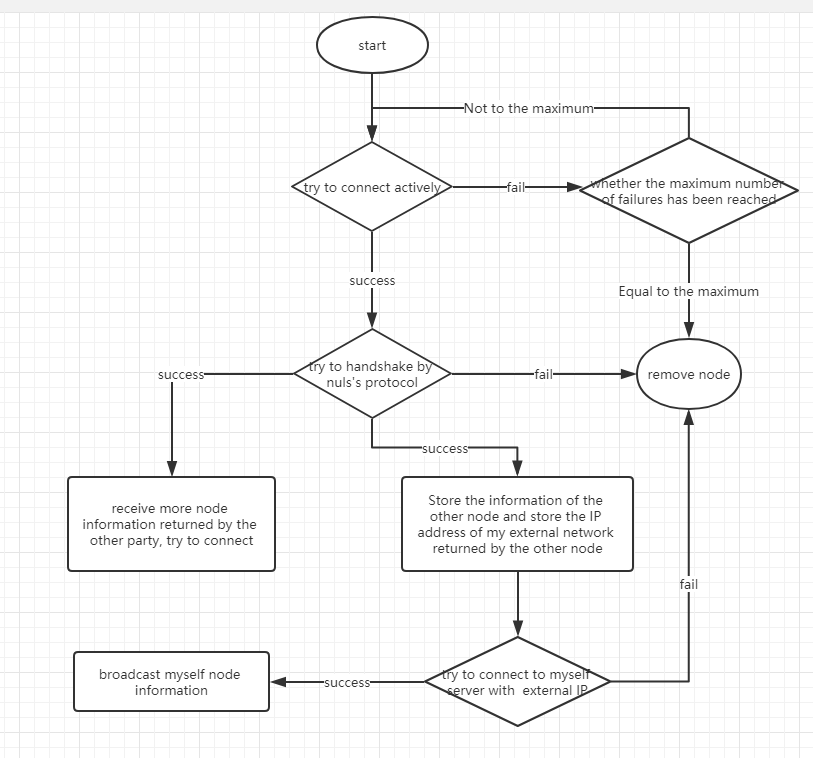 start
Not to the maximum
try to connect actively
fail
whether the maximum number
of failures has been reached
success
Equal to the maximum
success
try to handshake by
nuls's protocol
fail
remove node
success
receive more node
information returned by the
other party, try to connect
Store the information of the
other node and store the IP
address of my external network
returned by the other node
fail
broadcast myself node
information
success
try to connect to myself
server with external IP